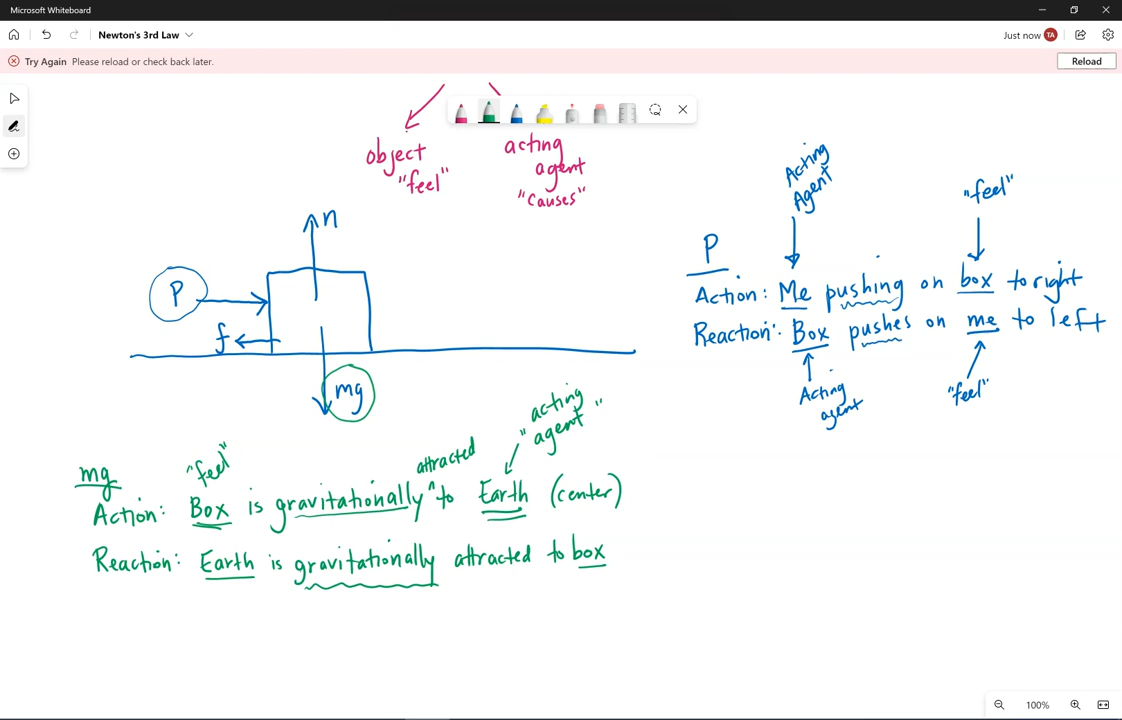 Microsoft Whiteboard
Newton's 3rd Law
Just now TA
Try Again Please reload or check back later.
Reload
object
"feel"
acting
agent
"causes"
n
P
f
mg
Acting
Agent
"feel"
P
Action: Me pushing on box to right
Reaction: Box pushes on me to left
Acting
agent
"feel"
mg
"feel"
attracted
"acting
agent"
Action: Box is gravitationally ^ to Earth (center)
Reaction: Earth is gravitationally attracted to box
100%